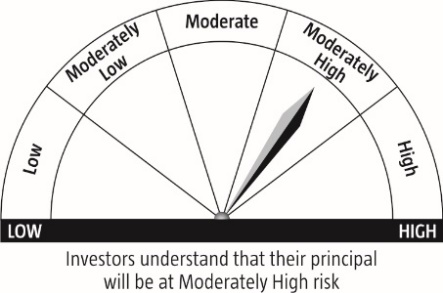 Moderate
Moderately
Low
Moderately
High
Low
High
LOW
HIGH
Investors understand that their principal
will be at Moderately High risk